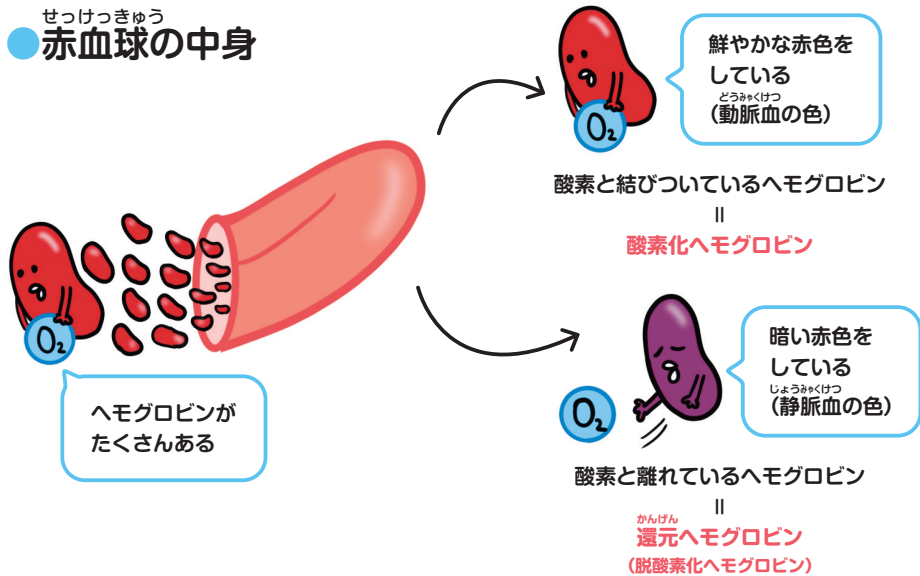 せっけっきゅう
赤血球の中身
O₂
ヘモグロビンが
たくさんある
O₂
鮮やかな赤色を
している
どうみゃくけつ
（動脈血の色）
酸素と結びついているヘモグロビン
=
酸素化ヘモグロビン
O₂
暗い赤色を
している
じょうみゃくけつ
（静脈血の色）
酸素と離れているヘモグロビン
=
かんげん
還元ヘモグロビン
（脱酸素化ヘモグロビン）